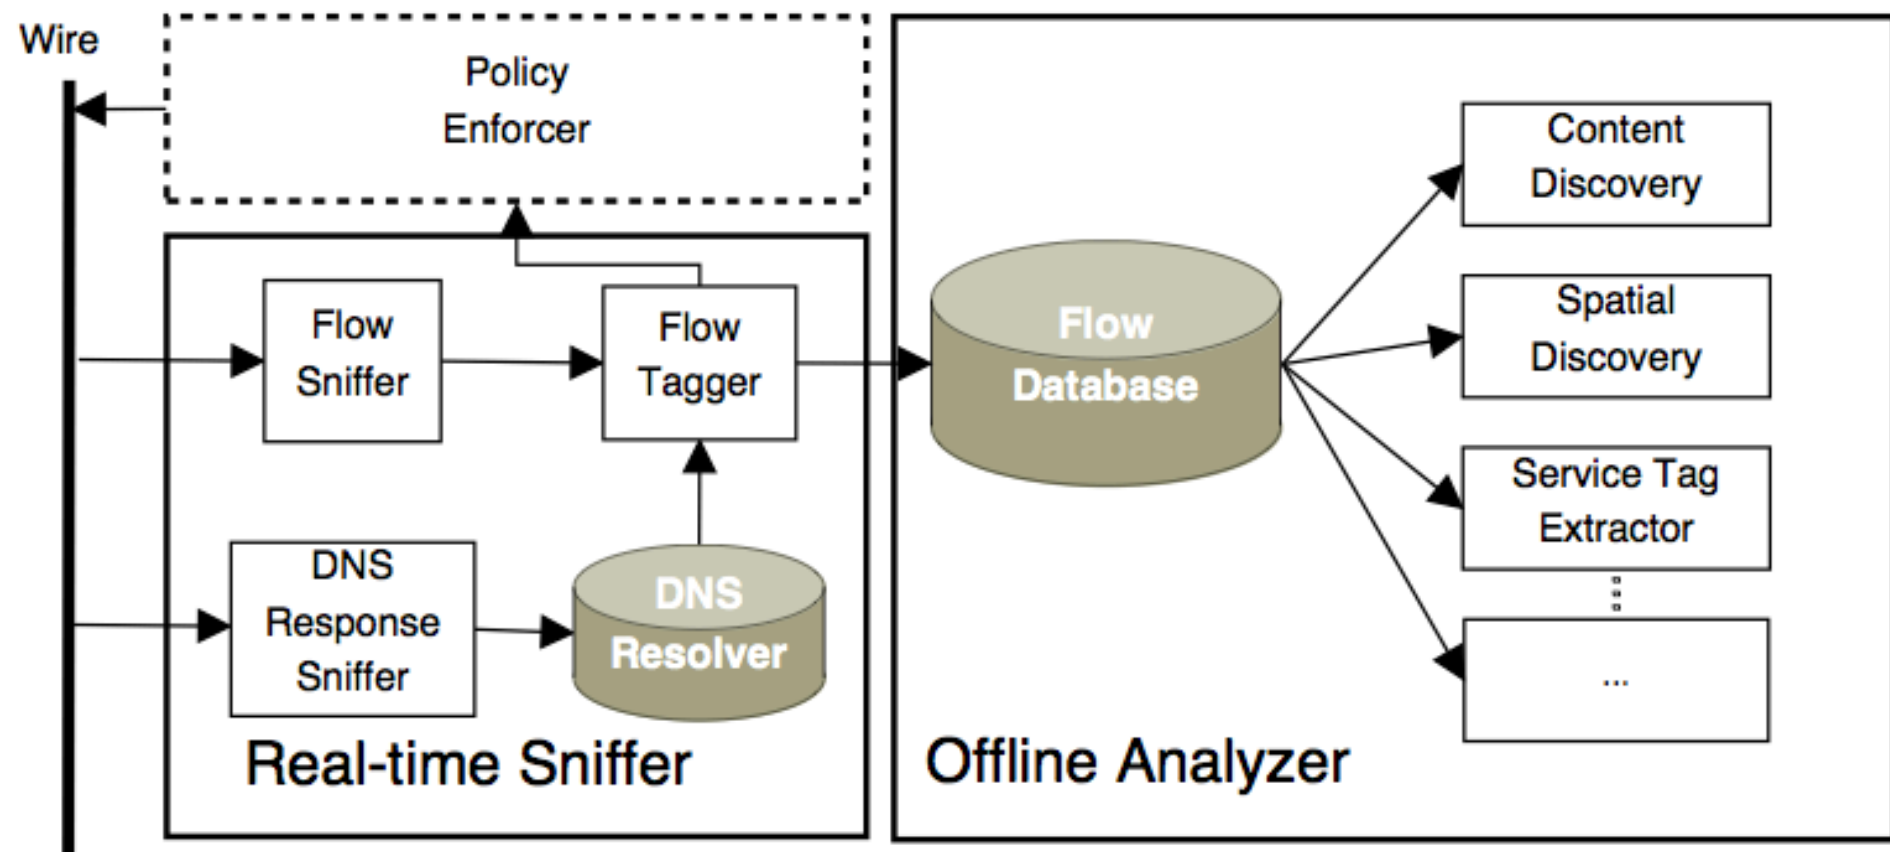 Wire
Policy
Enforcer
Flow
Sniffer
Flow
Tagger
DNS
Response
Sniffer
DNS
Resolver
Real-time Sniffer
Flow
Database
Content
Discovery
Spatial
Discovery
Service Tag
Extractor
...
Offline Analyzer